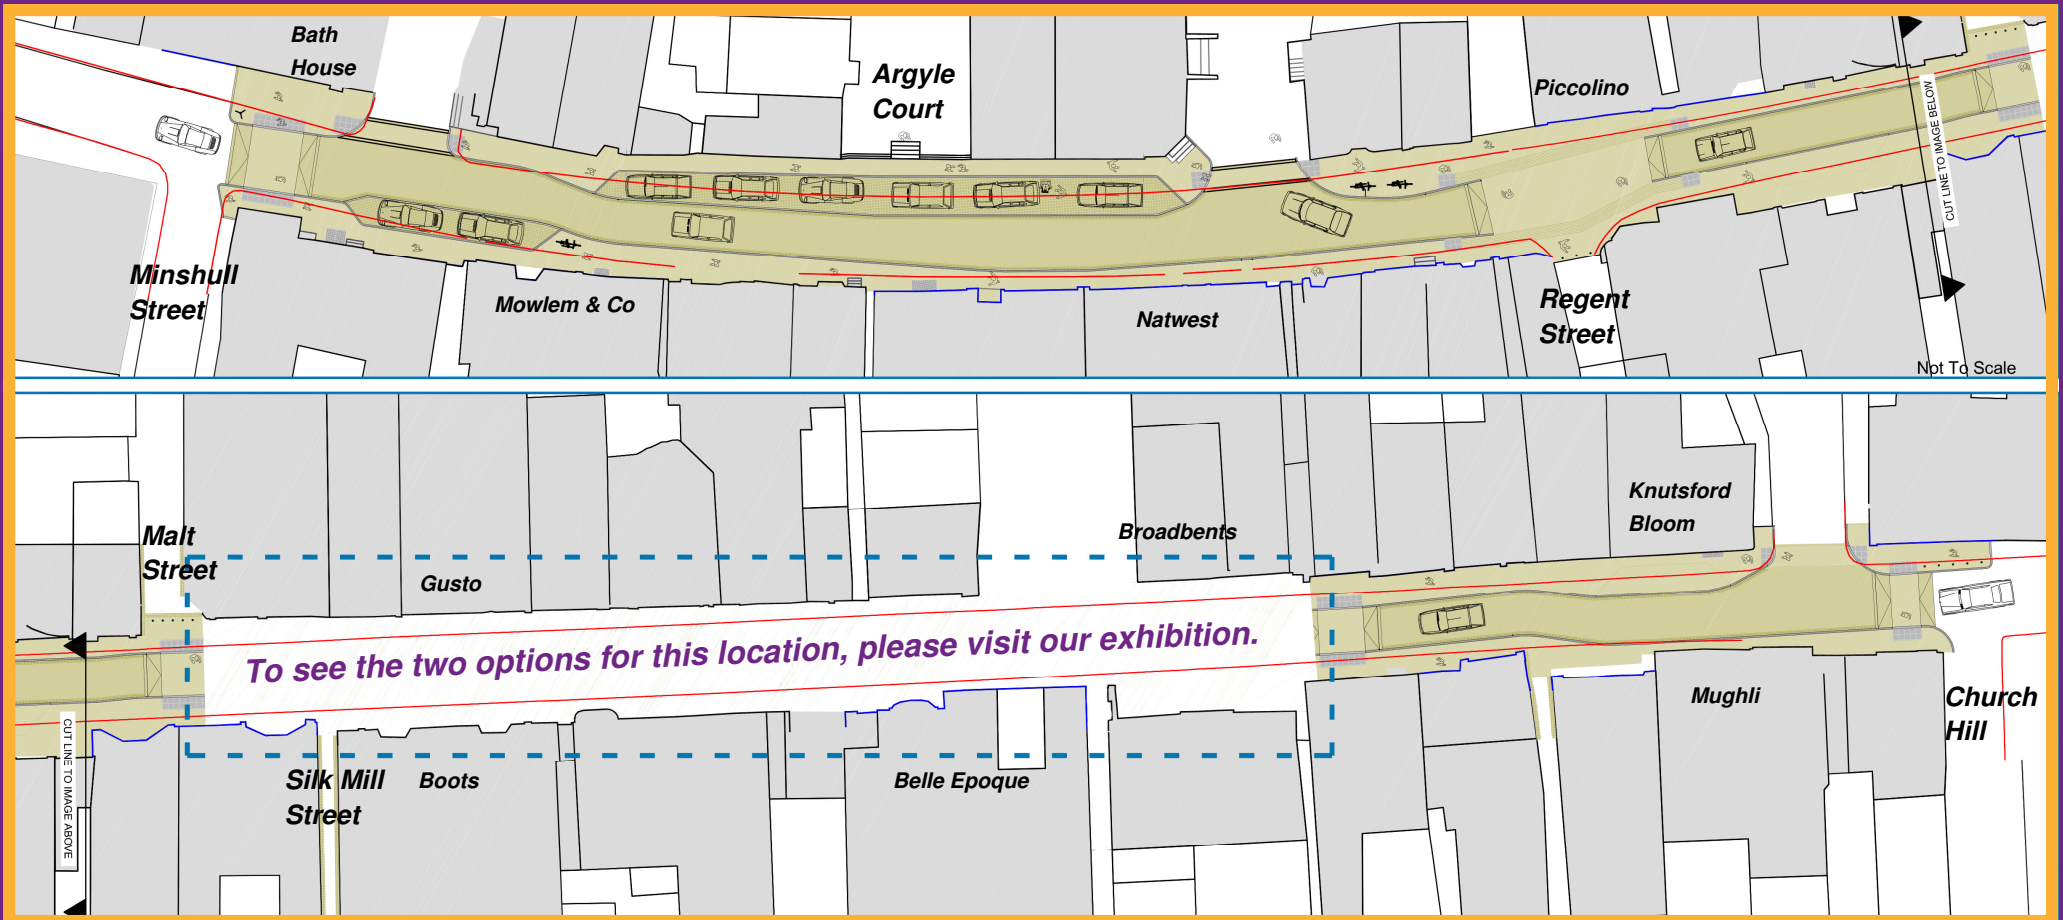 Bath
House
Argyle
Court
Piccolino
CUT LINE TO IMAGE BELOW
Minshull
Street
Mowlem & Co
Natwest
Regent
Street
Not To Scale
Malt
Street
Gusto
Broadbents
Knutsford
Bloom
To see the two options for this location, please visit our exhibition.
CUT LINE TO IMAGE ABOVE
Silk Mill
Street
Boots
Belle Epoque
Mughli
Church
Hill